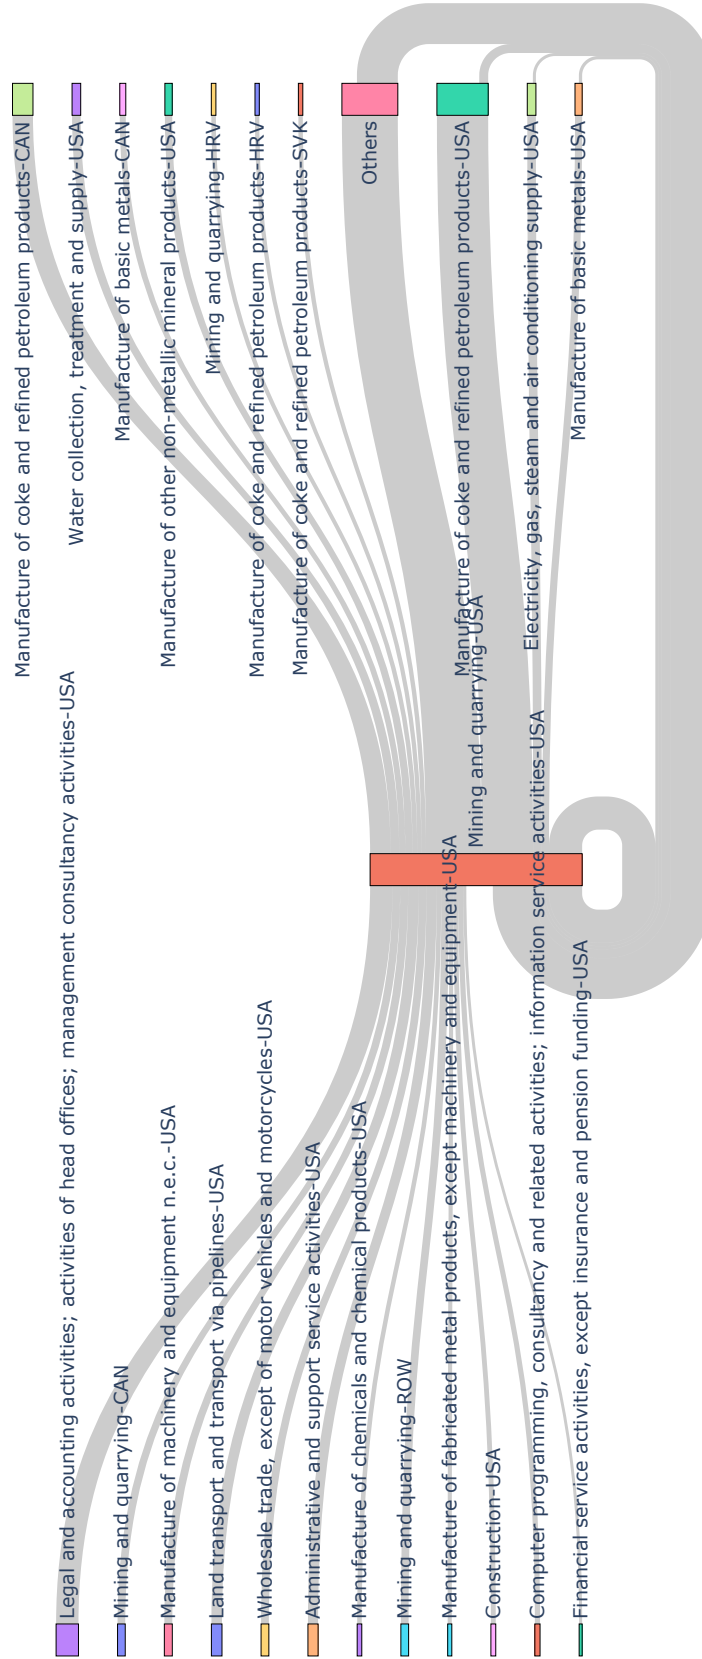 Manufacture of coke and refined petroleum products-CAN
Water collection, treatment and supply-USA
Manufacture of basic metals-CAN
Manufacture of other non-metallic mineral products-USA
Mining and quarrying-HRV
Manufacture of coke and refined petroleum products-HRV
Manufacture of coke and refined petroleum products-SVK
Others
Manufacture of coke and refined petroleum products-USA
Electricity, gas, steam and air conditioning supply-USA
Manufacture of basic metals-USA
Mining and quarrying-USA
Legal and accounting activities; activities of head offices; management consultancy activities-USA
Mining and quarrying-CAN
Manufacture of machinery and equipment n.e.c.-USA
Land transport and transport via pipelines-USA
Wholesale trade, except of motor vehicles and motorcycles-USA
Administrative and support service activities-USA
Manufacture of chemicals and chemical products-USA
Mining and quarrying-ROW
Manufacture of fabricated metal products, except machinery and equipment-USA
Construction-USA
Computer programming, consultancy and related activities; information service activities-USA
Financial service activities, except insurance and pension funding-USA